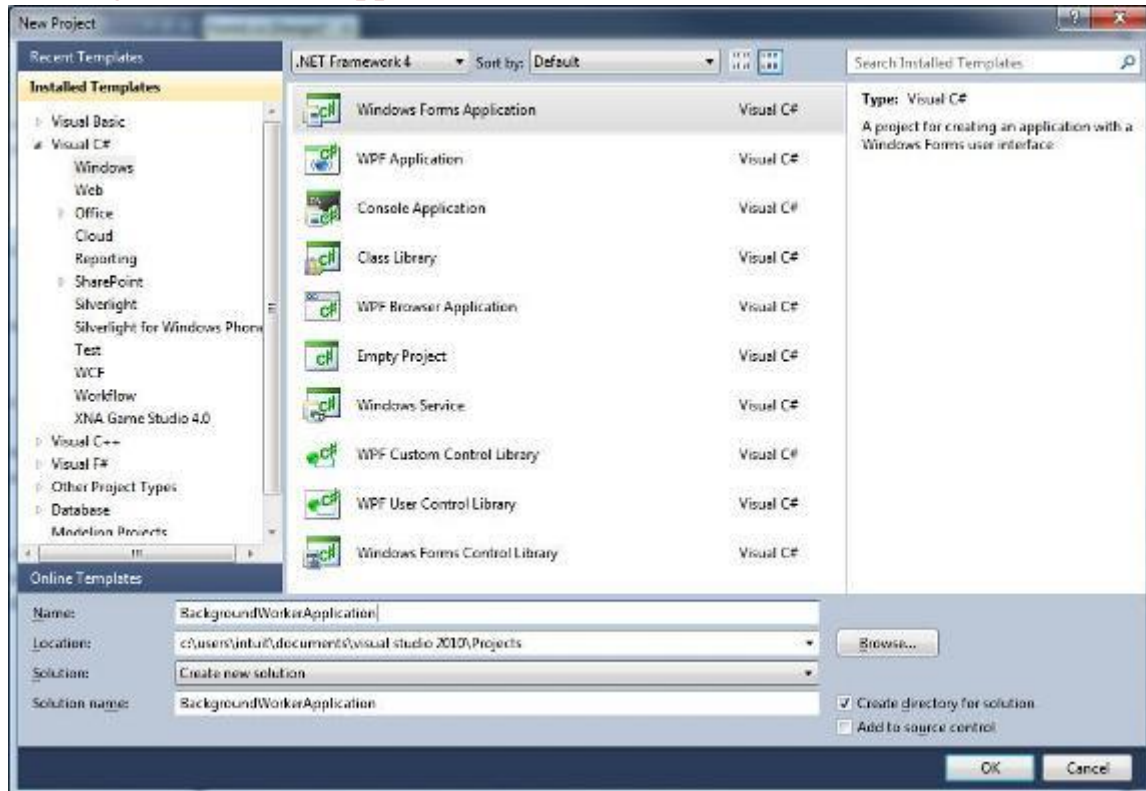 New Project
Recent Templates
Installed Templates
Visual Basic
Visual C#
Windows
Web
Office
Cloud
Reporting
SharePoint
Silverlight
Silverlight for Windows Phone
Test
WCF
Workflow
XNA Game Studio 4.0
Visual C++
Visual F#
Other Project Types
Database
Modeling Projects
Online Templates
.NET Framework 4 Sort by: Default
Windows Forms Application Visual C#
WPF Application Visual C#
Console Application Visual C#
Class Library Visual C#
WPF Browser Application Visual C#
Empty Project Visual C#
Windows Service Visual C#
WPF Custom Control Library Visual C#
WPF User Control Library Visual C#
Windows Forms Control Library Visual C#
Search Installed Templates
Type: Visual C#
A project for creating an application with a
Windows Forms user interface
Name: BackgroundWorkerApplication
Location: c:\users\intuit\documents\visual studio 2010\Projects
Browse...
Solution: Create new solution
Solution name: BackgroundWorkerApplication
Create directory for solution
Add to source control
OK Cancel